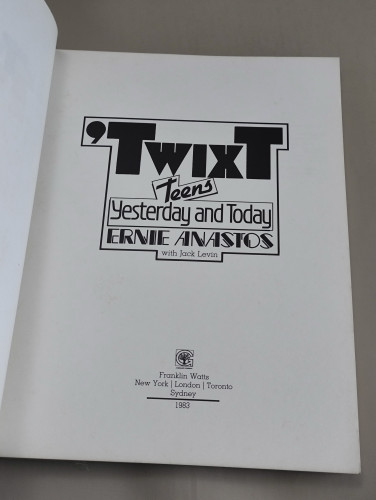 'TWIXT
Teens
Yesterday and Today
ERNIE ANASTOS
with Jack Levin
Franklin Watts
New York | London | Toronto
Sydney
1983